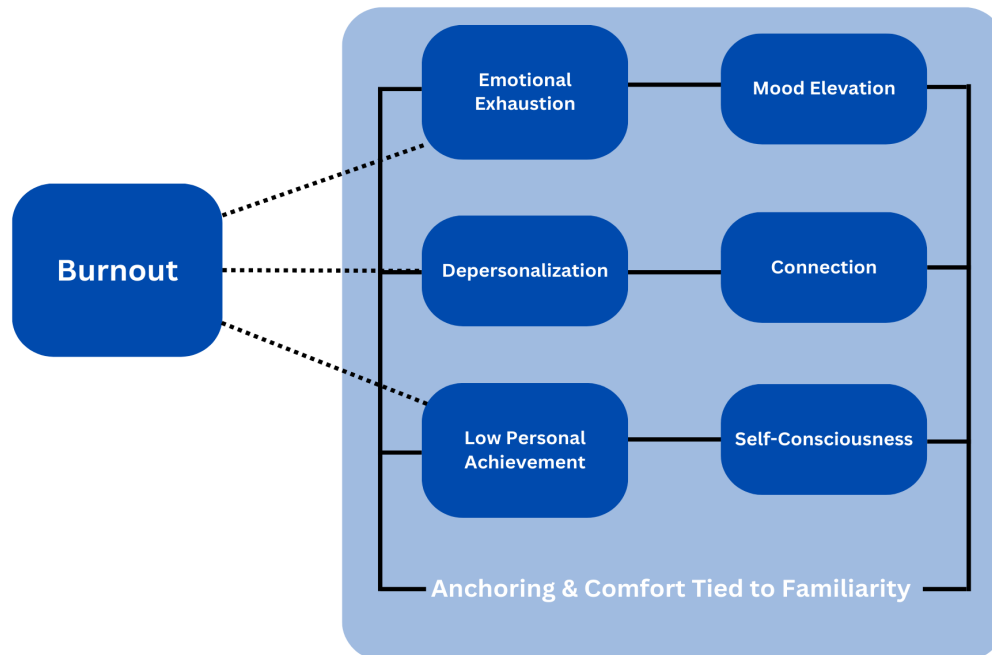 Emotional
Exhaustion
Mood Elevation
Burnout
Depersonalization
Connection
Low Personal
Achievement
Self-Consciousness
Anchoring & Comfort Tied to Familiarity